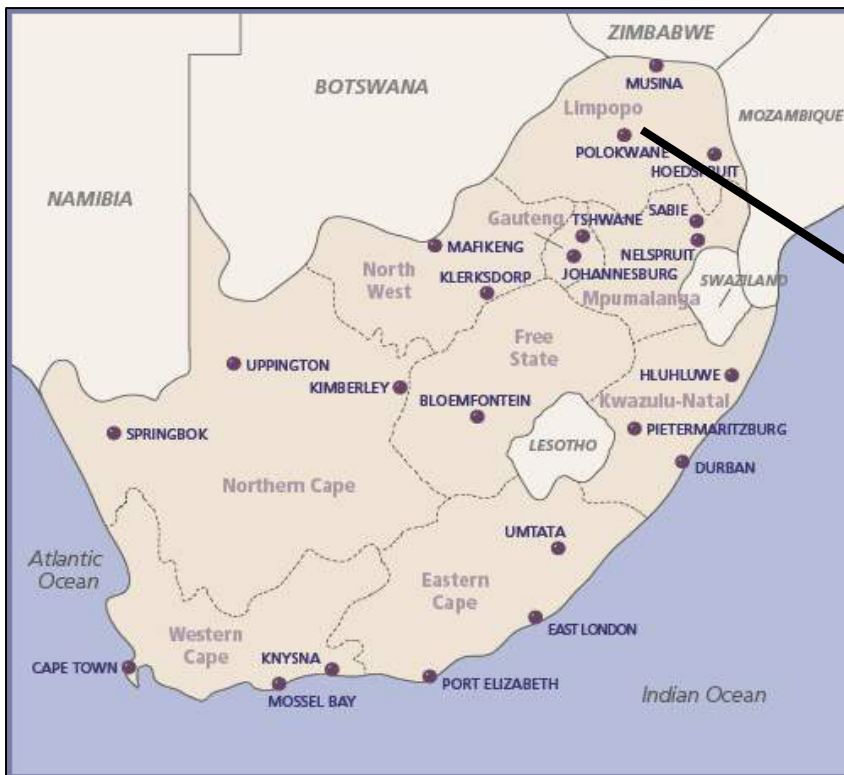 ZIMBABWE
BOTSWANA
MUSINA
Limpopo
MOZAMBIQUE
POLOKWANE
HOEDSPRUIT
NAMIBIA
SABIE
Gauteng
TSHWANE
MAFIKENG
NELSPRUIT
North
West
JOHANNESBURG
KLERKSDORP
SWAZILAND
Mpumalanga
Free
State
UPPINGTON
HLUHLUWE
KIMBERLEY
BLOEMFONTEIN
Kwazulu-Natal
SPRINGBOK
PIETERMARITZBURG
LESOTHO
DURBAN
Northern Cape
UMTATA
Atlantic
Ocean
Eastern
Cape
EAST LONDON
Western
Cape
KNYSNA
CAPE TOWN
PORT ELIZABETH
MOSSEL BAY
Indian Ocean